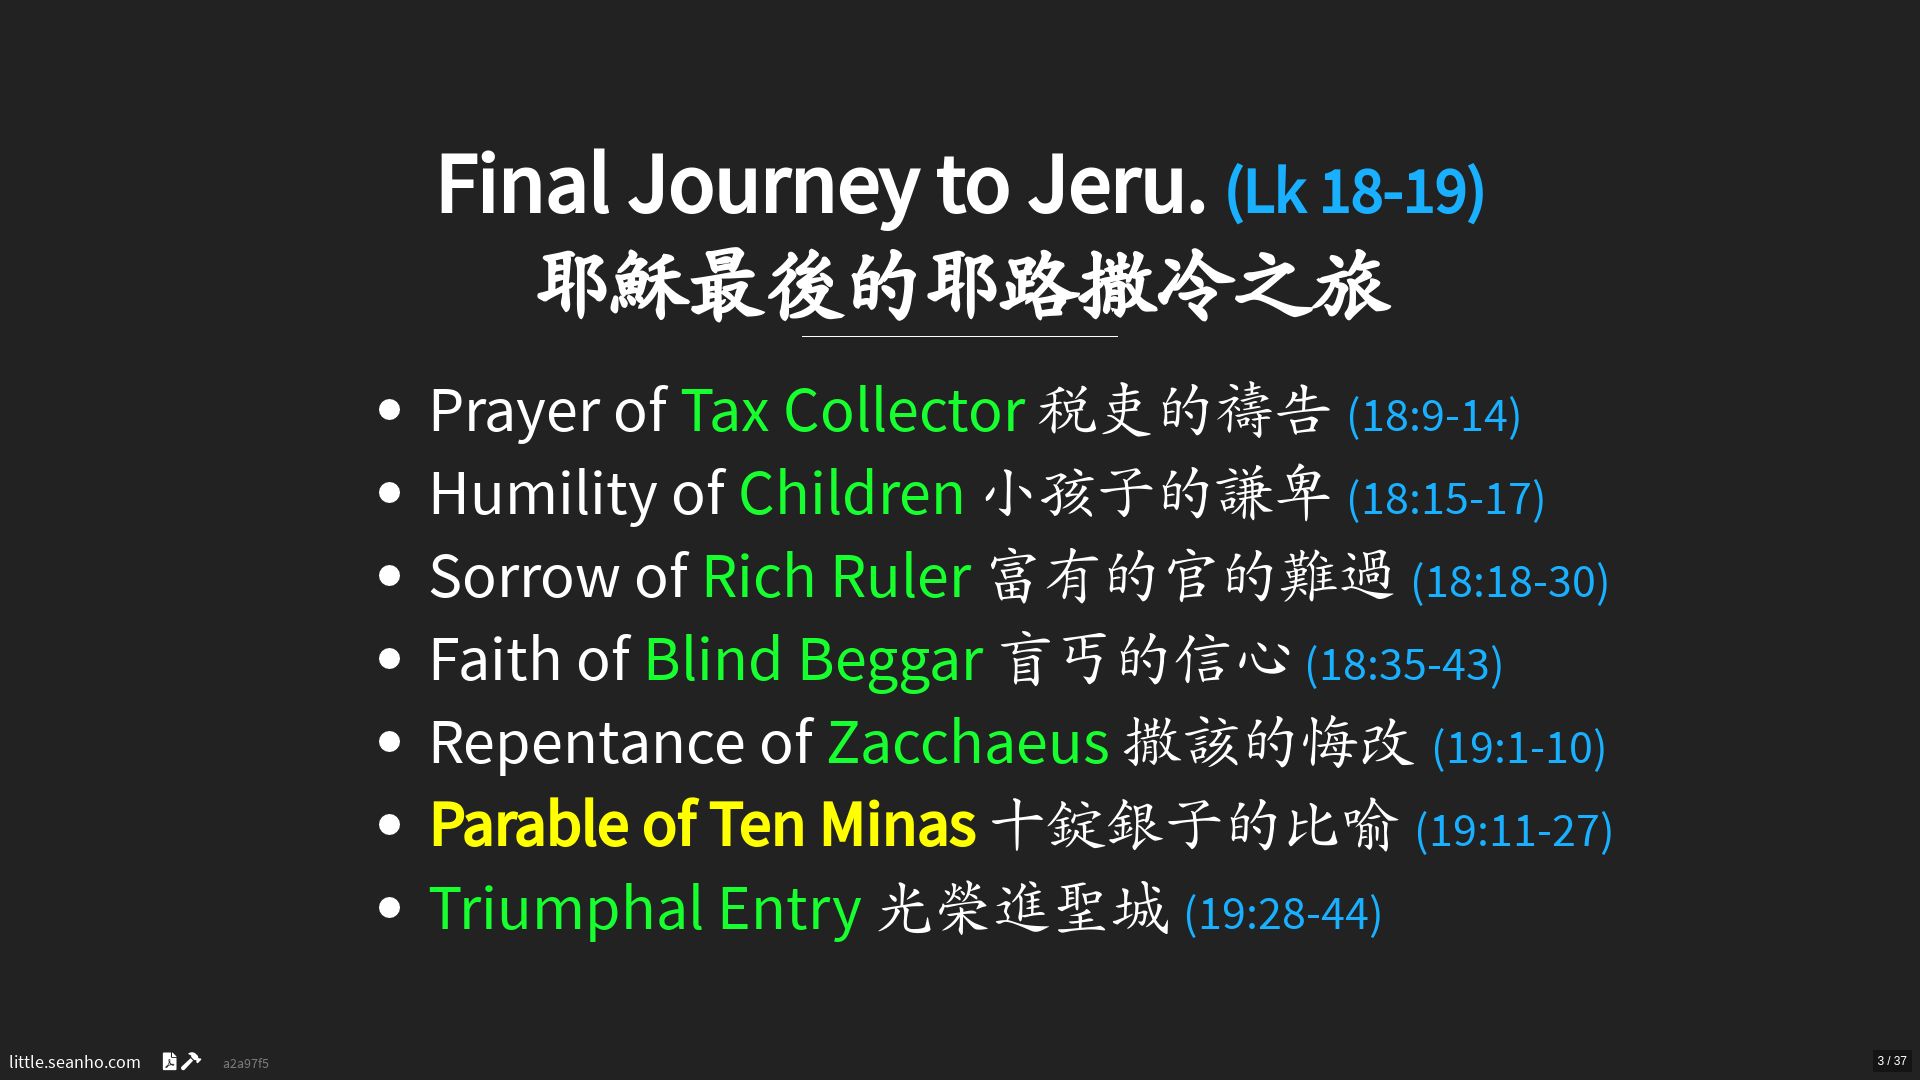 Final Journey to Jeru. (Lk 18-19)
耶穌最後的耶路撒冷之旅
Prayer of Tax Collector 税吏的禱告 (18:9-14)
Humility of Children 小孩子的謙卑 (18:15-17)
Sorrow of Rich Ruler 富有的官的難過 (18:18-30)
Faith of Blind Beggar 盲丐的信心 (18:35-43)
Repentance of Zacchaeus 撒該的悔改 (19:1-10)
Parable of Ten Minas 十錠銀子的比喻 (19:11-27)
Triumphal Entry 光榮進聖城 (19:28-44)
little.seanho.com a2a97f5
3 / 37